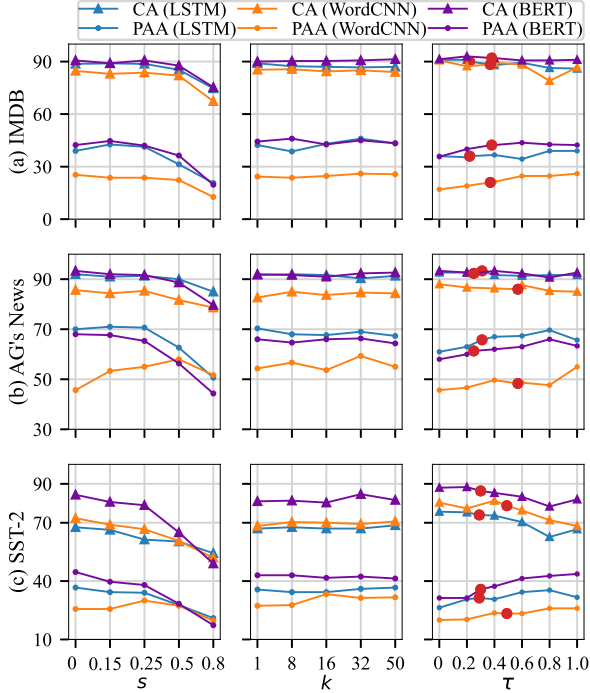 CA (LSTM) CA (WordCNN) CA (BERT)
PAA (LSTM) PAA (WordCNN) PAA (BERT)
(a) IMDB
90
60
30
0
(b) AG's News
90
70
50
30
(c) SST-2
90
70
40
10
0 0.15 0.25 0.5 0.8 1 8 16 32 50 0 0.2 0.4 0.6 0.8 1.0
s k τ